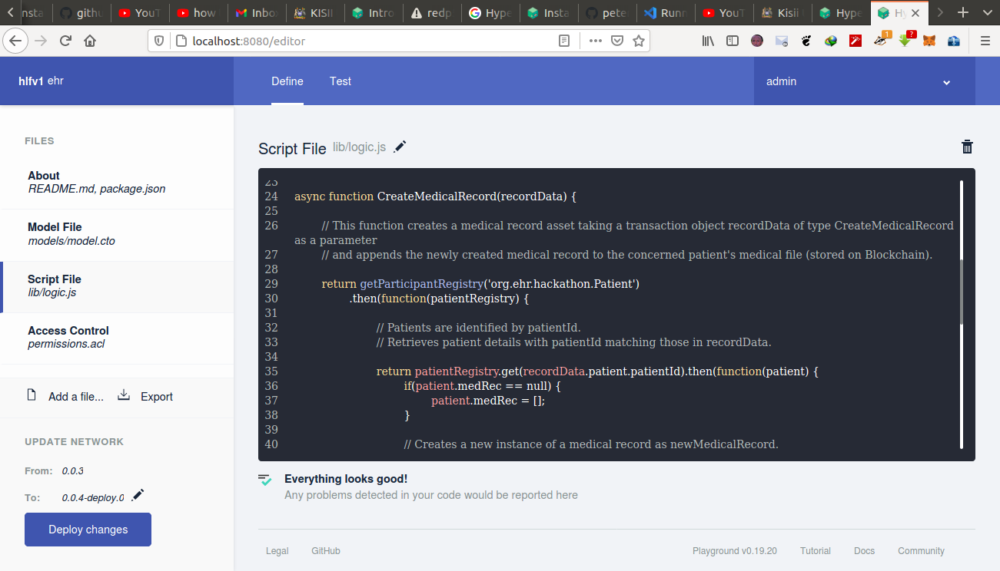 nsta
gith
YouT
how
Inbo
KISII
Intro
redp
Hype
Insta
pete
Runn
YouT
Kisii
Hype
Hy
localhost:8080/editor
1
?
hlfv1 ehr
Define
Test
admin
FILES
About
README.md, package.json
Model File
models/model.cto
Script File
lib/logic.js
Access Control
permissions.acl
Add a file...
Export
UPDATE NETWORK
From: 0.0.3
To: 0.0.4-deploy.0
Deploy changes
Script File lib/logic.js
23
24 async function CreateMedicalRecord(recordData) {
25
26 // This function creates a medical record asset taking a transaction object recordData of type CreateMedicalRecord
as a parameter
27 // and appends the newly created medical record to the concerned patient's medical file (stored on Blockchain).
28
29 return getParticipantRegistry('org.ehr.hackathon.Patient')
30 .then(function(patientRegistry) {
31
32 // Patients are identified by patientId.
33 // Retrieves patient details with patientId matching those in recordData.
34
35 return patientRegistry.get(recordData.patient.patientId).then(function(patient) {
36 if(patient.medRec == null) {
37 patient.medRec = [];
38 }
39
40 // Creates a new instance of a medical record as newMedicalRecord.
Everything looks good!
Any problems detected in your code would be reported here
Legal
GitHub
Playground v0.19.20
Tutorial
Docs
Community